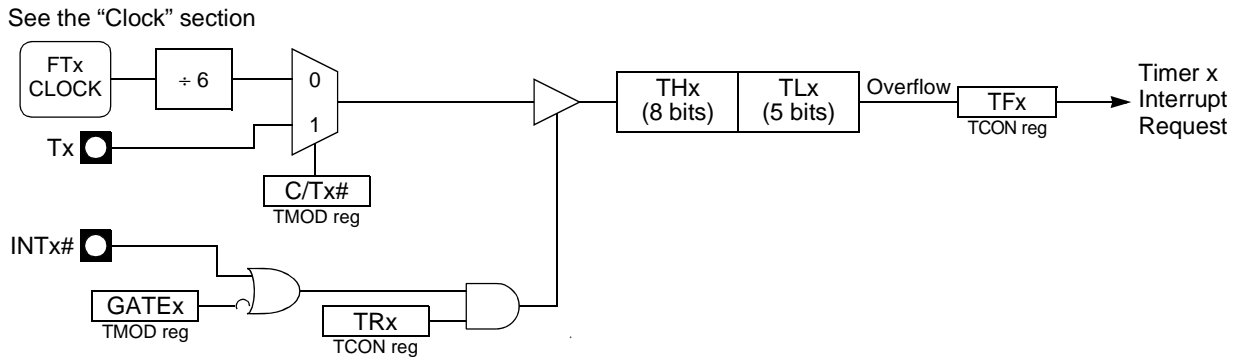 See the “Clock” section
FTx
CLOCK
÷ 6
0
1
Tx
C/Tx#
TMOD reg
THx
(8 bits)
TLx
(5 bits)
Overflow
TFx
TCON reg
Timer x
Interrupt
Request
INTx#
GATEx
TMOD reg
TRx
TCON reg